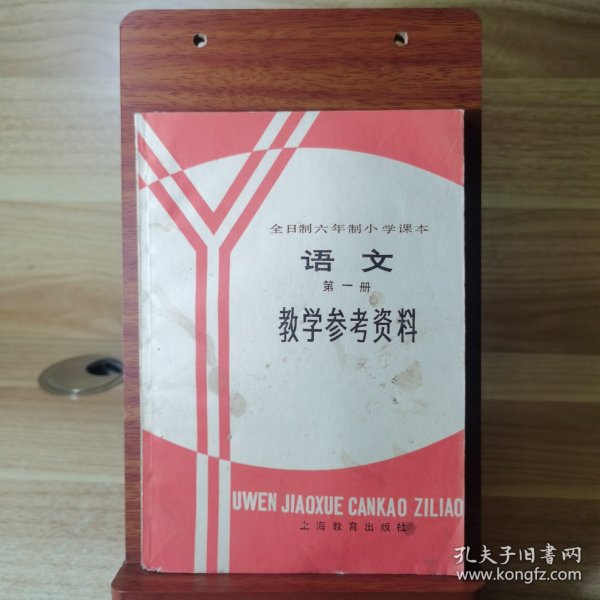 全日制六年制小学课本
语文
第一册
教学参考资料
UWEN JIAOXUE CANKAO ZILIAO
上海教育出版社
孔夫子旧书网
www.kongfz.com